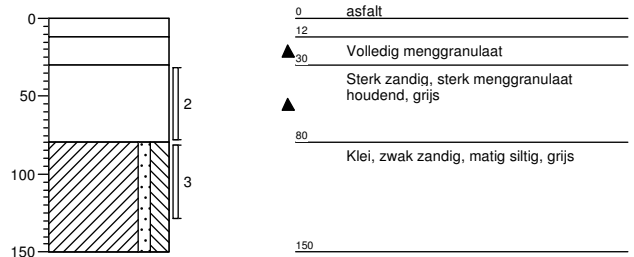 0
50
100
150
2
3
0 asfalt
12
Volledig menggranulaat
30
Sterk zandig, sterk menggranulaat
houdend, grijs
80
Klei, zwak zandig, matig siltig, grijs
150